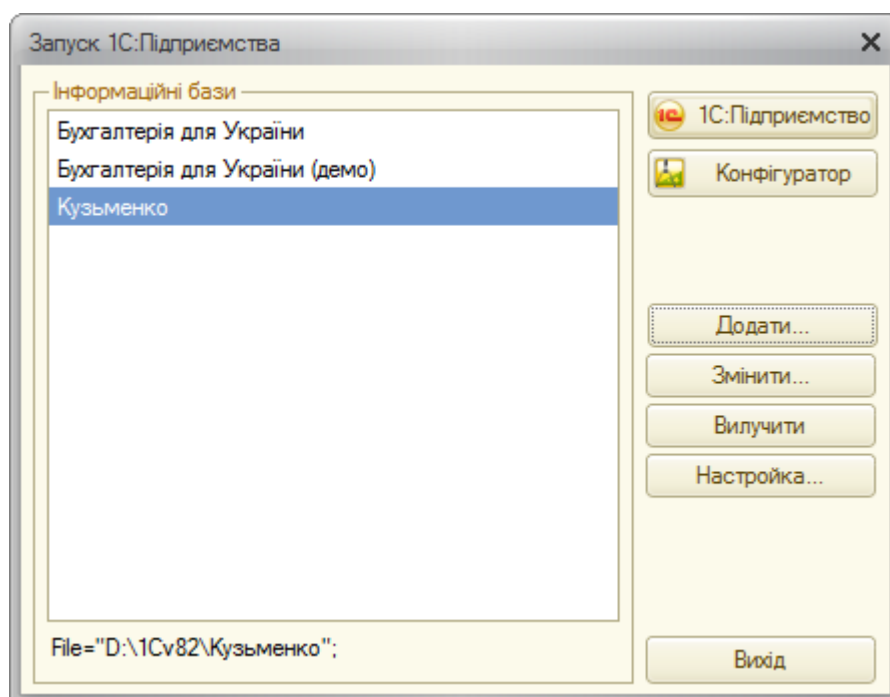 Запуск 1С:Підприємства
Інформаційні бази
Бухгалтерія для України
Бухгалтерія для України (демо)
Кузьменко
File="D:\1Cv82\Кузьменко";
1С:Підприємство
Конфігуратор
Додати...
Змінити...
Вилучити
Настройка...
Вихід